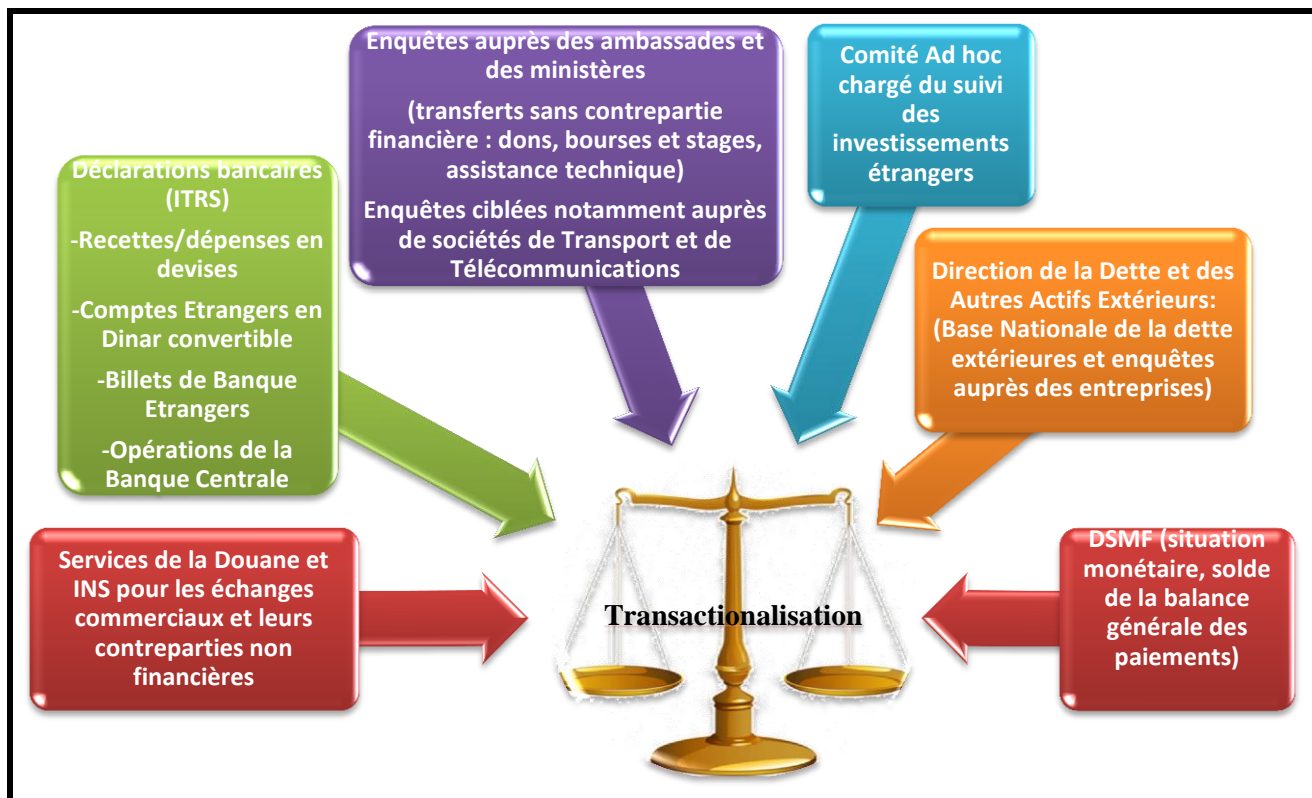 Enquêtes auprès des ambassades et
des ministères
(transferts sans contrepartie
financière : dons, bourses et stages,
assistance technique)
Enquêtes ciblées notamment auprès
de sociétés de Transport et de
Télécommunications
Comité Ad hoc
chargé du suivi
des
investissements
étrangers
Déclarations bancaires
(ITRS)
-Recettes/dépenses en
devises
-Comptes Etrangers en
Dinar convertible
-Billets de Banque
Etrangers
-Opérations de la
Banque Centrale
Direction de la Dette et des
Autres Actifs Extérieurs:
(Base Nationale de la dette
extérieures et enquêtes
auprès des entreprises)
Services de la Douane et
INS pour les échanges
commerciaux et leurs
contreparties non
financières
Transactionalisation
DSMF (situation
monétaire, solde
de la balance
générale des
paiements)